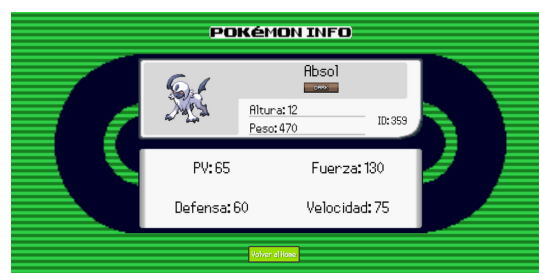 POKéMON INFO
Absol
DARK
Altura: 12
Peso: 470
ID: 359
PV: 65
Fuerza: 130
Defensa: 60
Velocidad: 75
Volver al Home